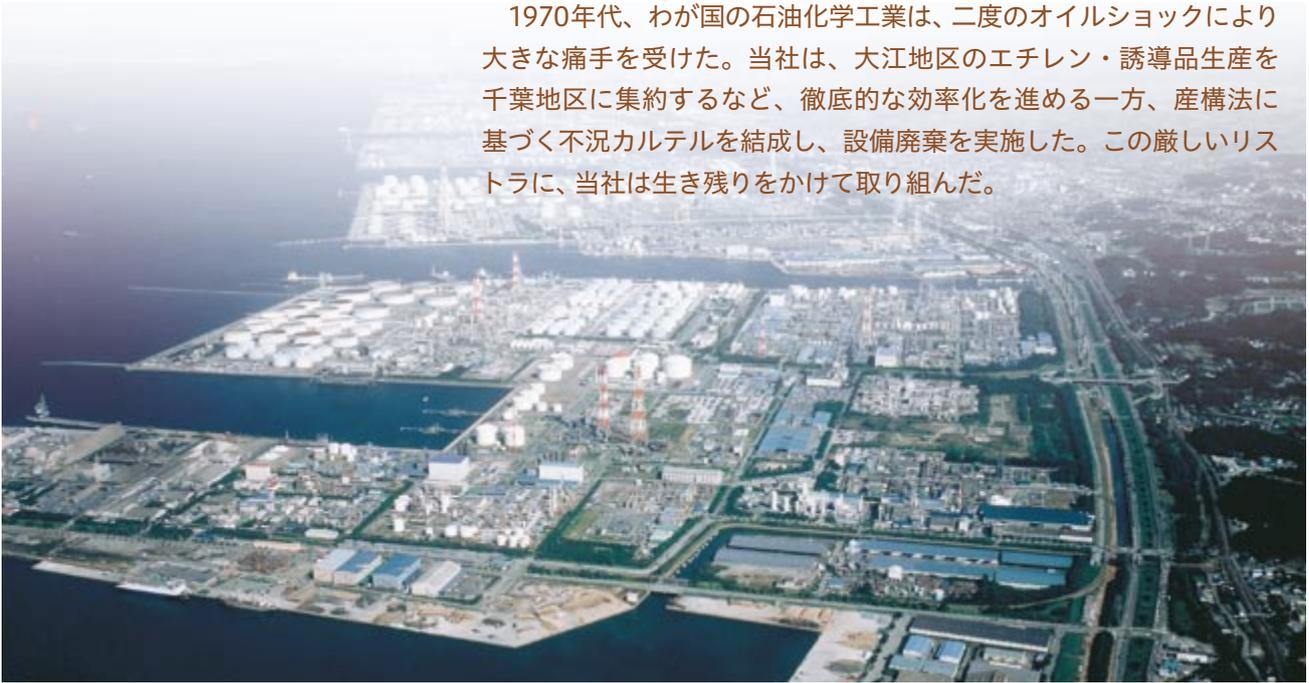 1970年代、わが国の石油化学工業は、二度のオイルショックにより
大きな痛手を受けた。当社は、大江地区のエチレン・誘導品生産を
千葉地区に集約するなど、徹底的な効率化を進める一方、産構法に
基づく不況カルテルを結成し、設備廃棄を実施した。この厳しいリス
トラに、当社は生き残りをかけて取り組んだ。